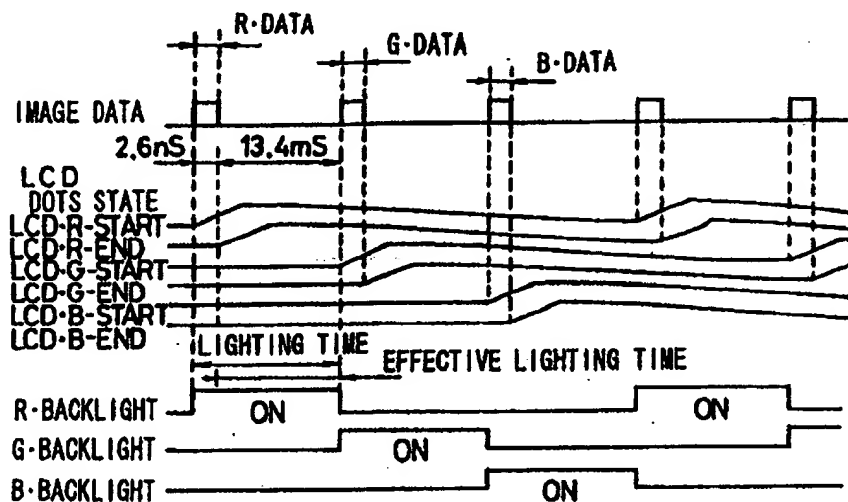 R·DATA
G·DATA
B·DATA
IMAGE DATA
2.6nS 13.4mS
LCD
DOTS STATE
LCD·R-START
LCD·R-END
LCD·G-START
LCD·G-END
LCD·B-START
LCD·B-END
LIGHTING TIME
EFFECTIVE LIGHTING TIME
R·BACKLIGHT ON ON
G·BACKLIGHT ON
B·BACKLIGHT ON